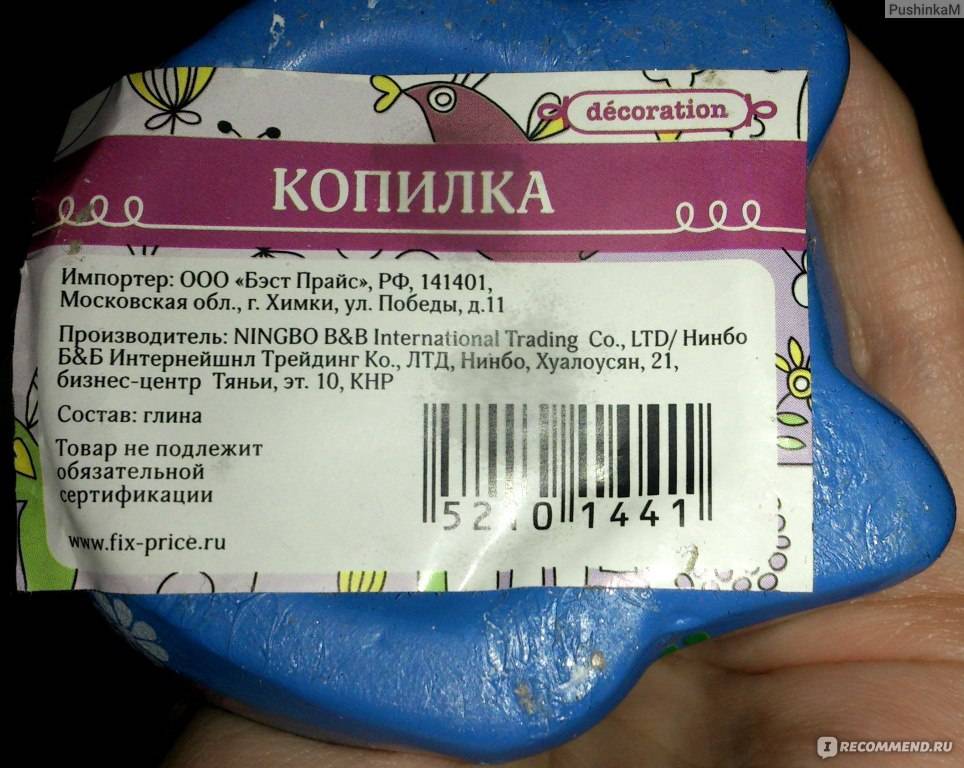 PushinkaM
décoration
КОПИЛКА
Импортер: ООО «Бэст Прайс», РФ, 141401,
Московская обл., г. Химки, ул. Победы, д.11
Производитель: NINGBO B&B International Trading Co., LTD/ Нинбо
Б&Б Интернейшнл Трейдинг Ко., ЛТД, Нинбо, Хуалоусян, 21,
бизнес-центр Тяньи, эт. 10, КНР
Состав: глина
Товар не подлежит
обязательной
сертификации
5210 1441
www.fix-price.ru
I RECOMMEND.RU